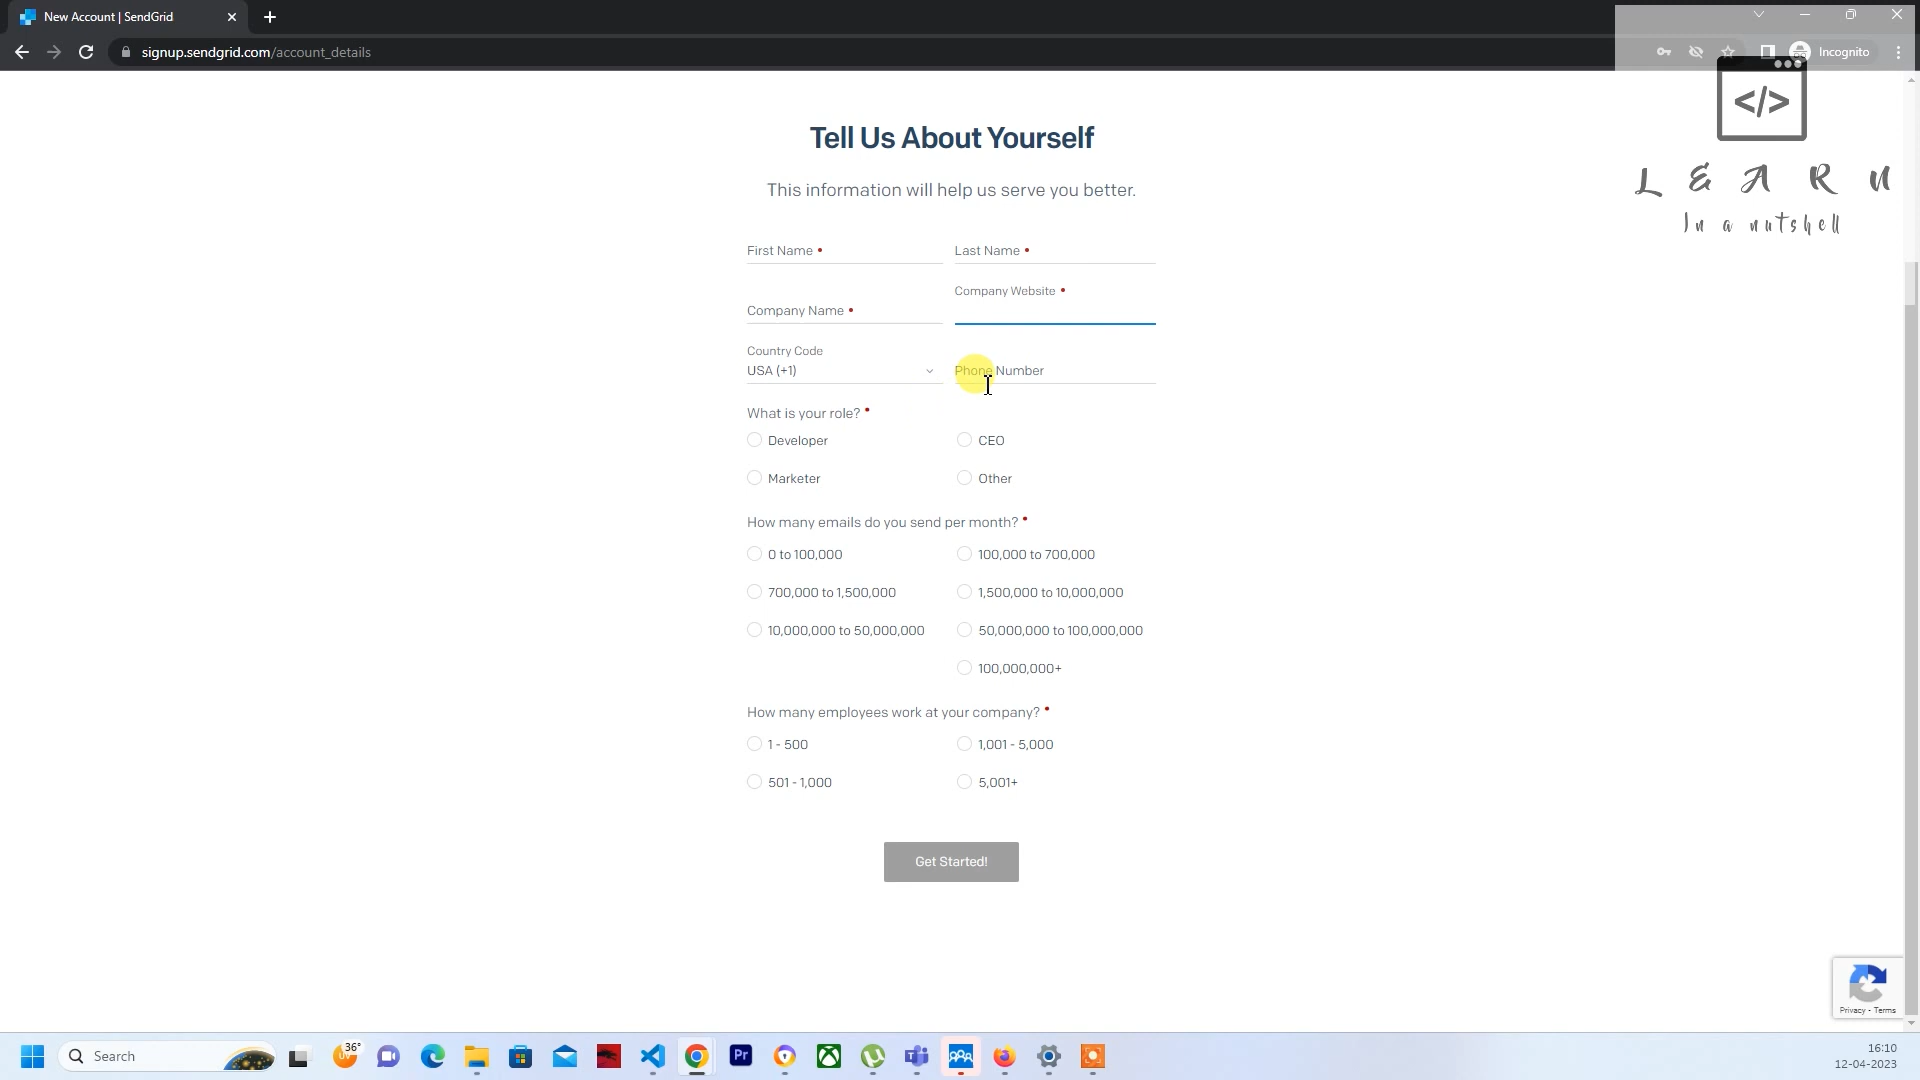 New Account | SendGrid
signup.sendgrid.com/account_details
Incognito
</>
LEARN
In a nutshell
Tell Us About Yourself
This information will help us serve you better.
First Name •
Last Name •
Company Website •
Company Name •
Country Code
USA (+1)
Phone Number
What is your role? •
Developer
CEO
Marketer
Other
How many emails do you send per month? •
0 to 100,000
100,000 to 700,000
700,000 to 1,500,000
1,500,000 to 10,000,000
10,000,000 to 50,000,000
50,000,000 to 100,000,000
100,000,000+
How many employees work at your company? •
1 - 500
1,001 - 5,000
501 - 1,000
5,001+
Get Started!
Privacy - Terms
Search
36°
UV
Pr
16:10
12-04-2023